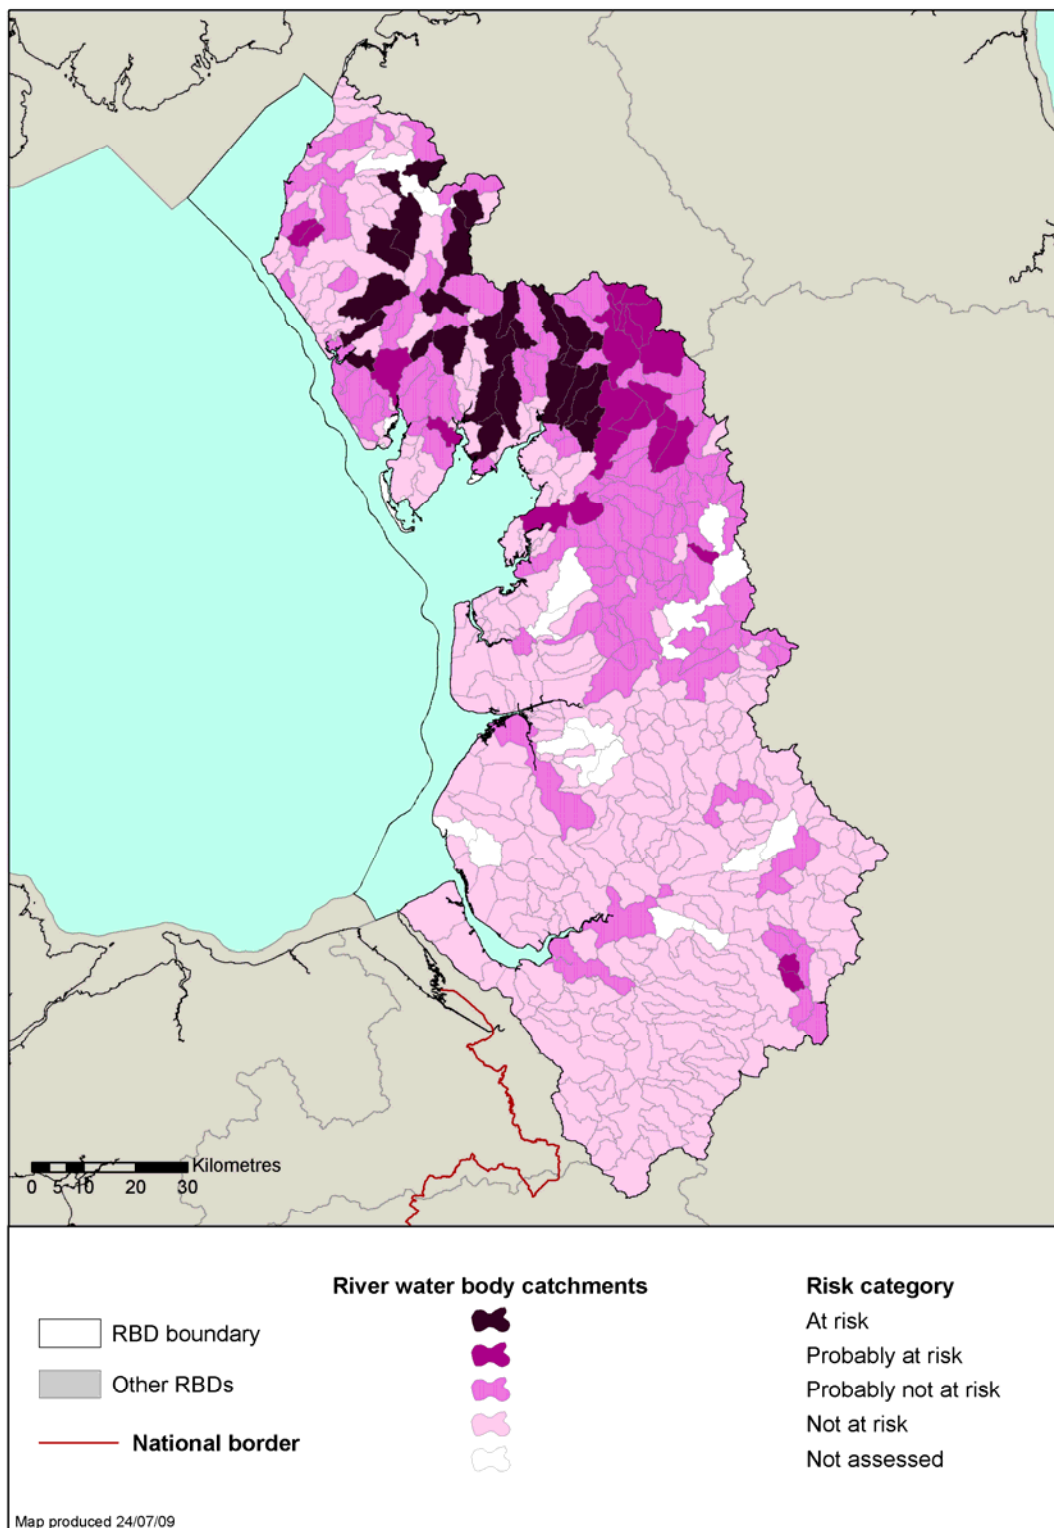 Kilometres
0 5 10 20 30
River water body catchments
Risk category
RBD boundary
At risk
Probably at risk
Other RBDs
Probably not at risk
Not at risk
National border
Not assessed
Map produced 24/07/09